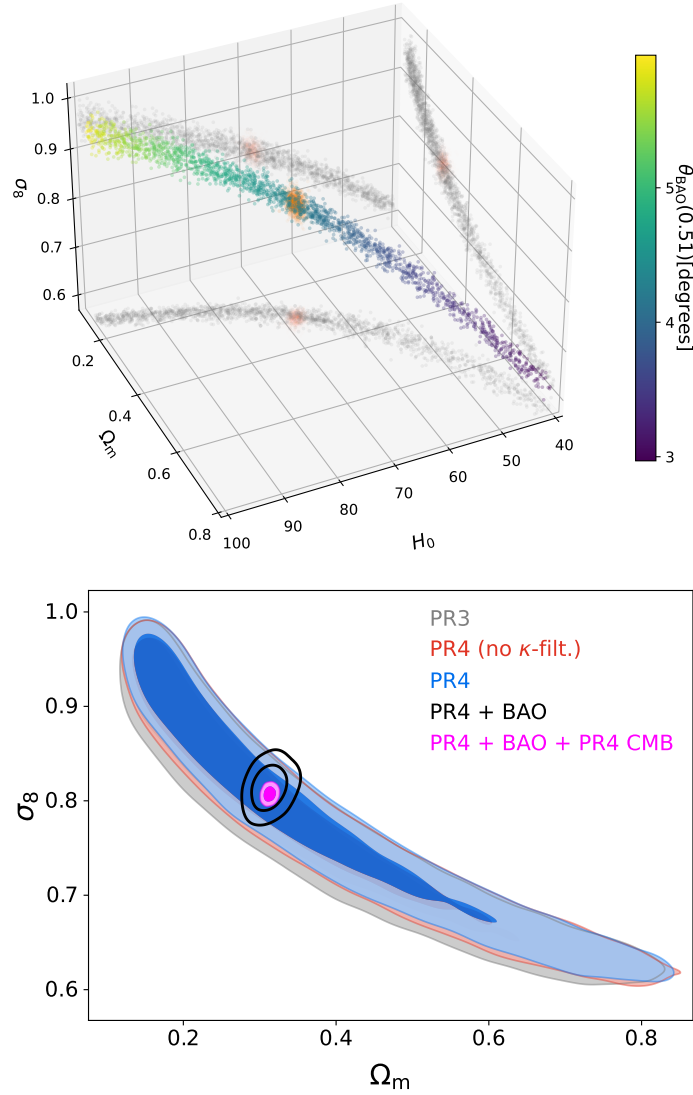 1.0
0.9
0.8
0.7
0.6
σ₈
0.2
0.4
0.6
0.8
Ωₘ
100
90
80
70
60
50
40
H₀
5
4
3
θ_BAO(0.51)[degrees]
1.0
0.9
0.8
0.7
0.6
σ₈
PR3
PR4 (no κ-filt.)
PR4
PR4 + BAO
PR4 + BAO + PR4 CMB
0.2
0.4
0.6
0.8
Ωₘ